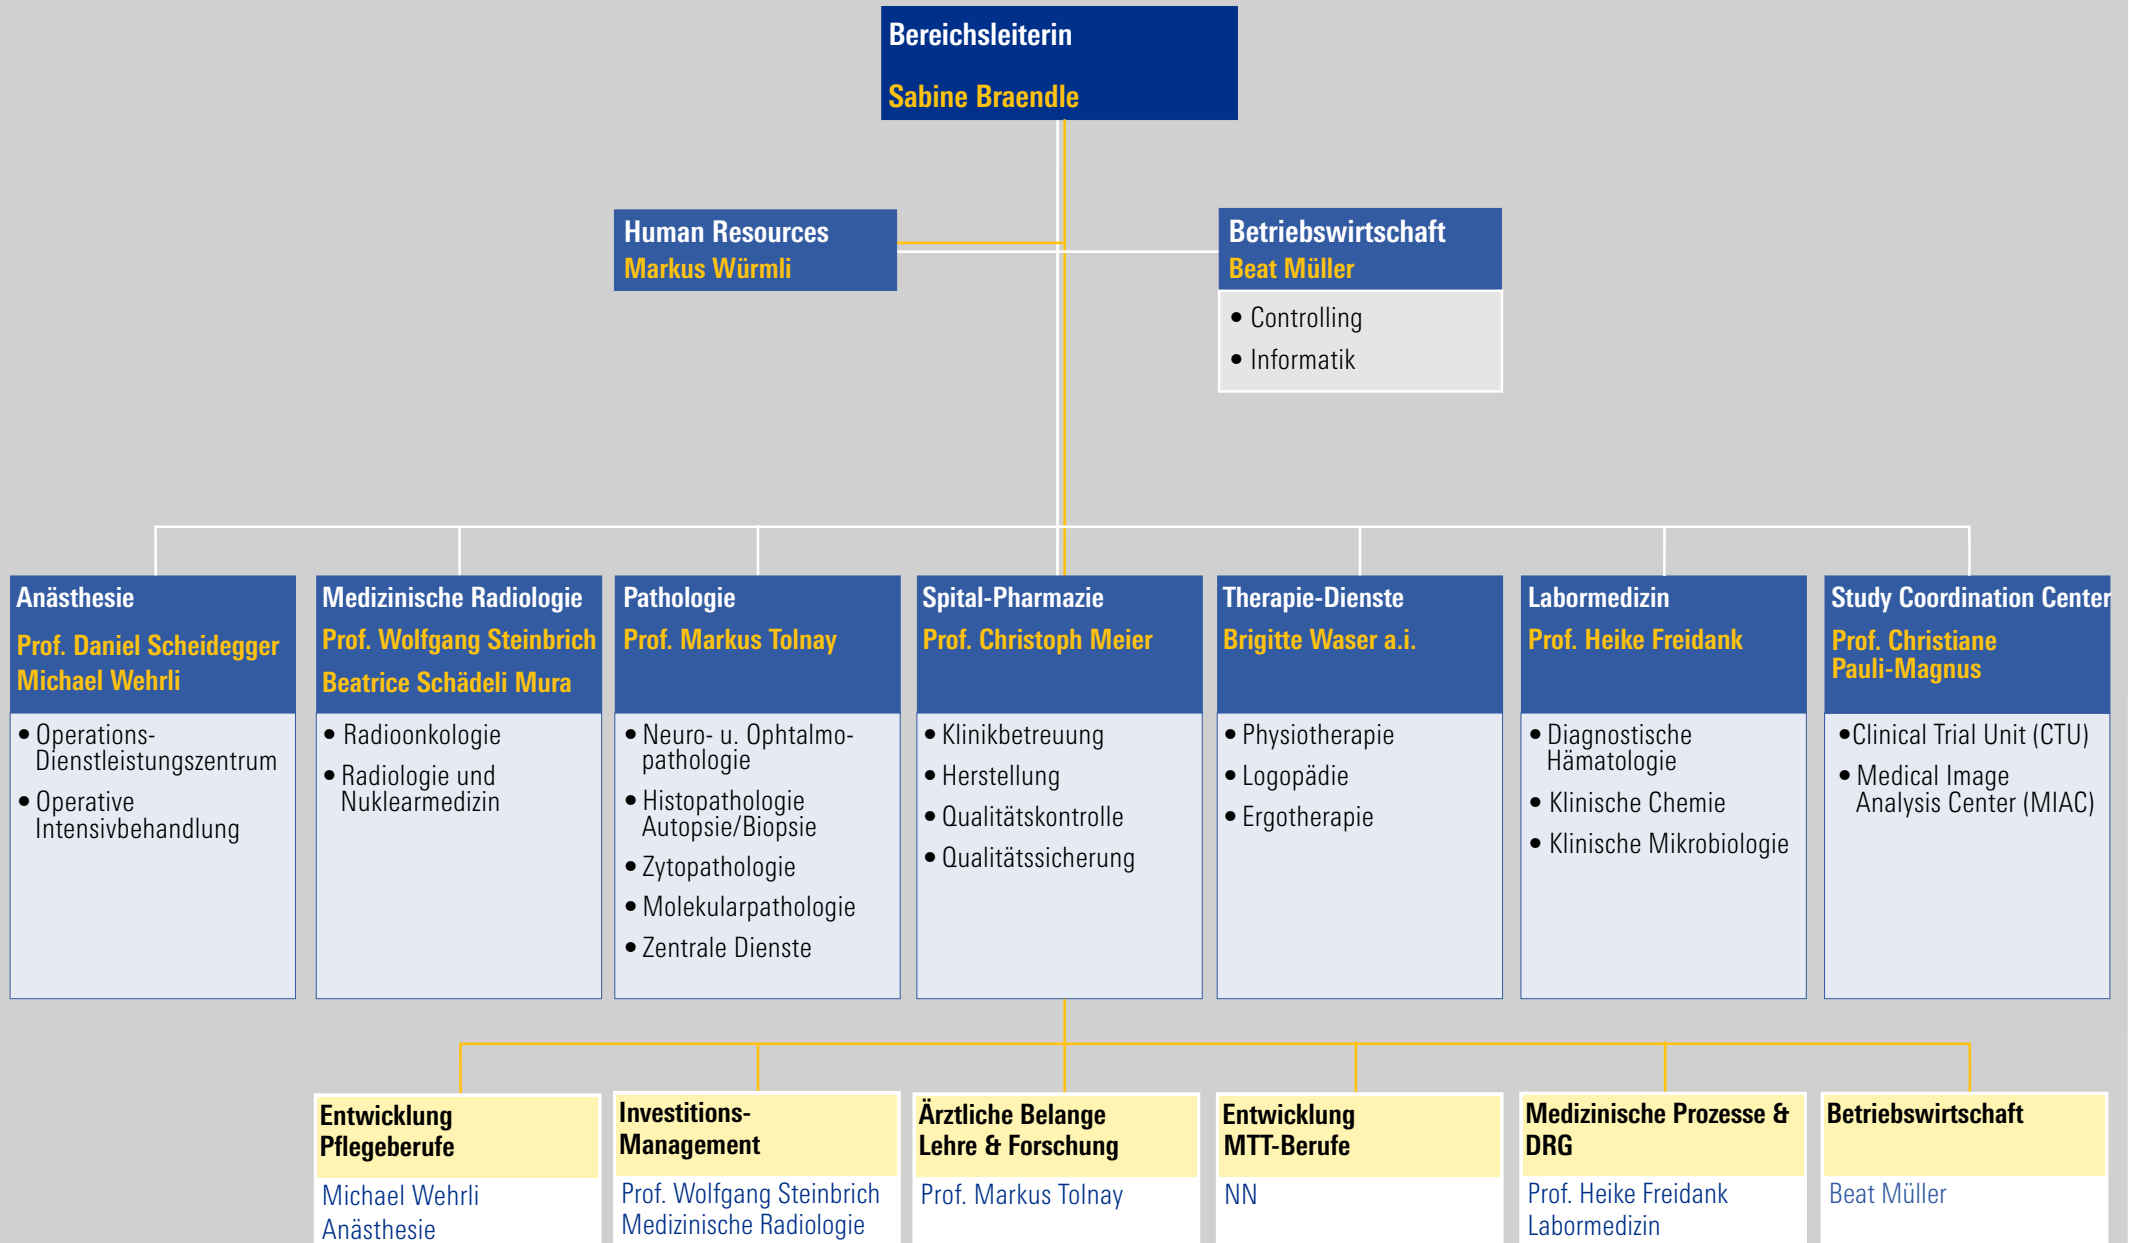 Bereichsleiterin
Sabine Braendle
Human Resources
Markus Würmli
Betriebswirtschaft
Beat Müller
• Controlling
• Informatik
Anästhesie
Prof. Daniel Scheidegger
Michael Wehrli
• Operations-
Dienstleistungszentrum
• Operative
Intensivbehandlung
Medizinische Radiologie
Prof. Wolfgang Steinbrich
Beatrice Schädeli Mura
• Radioonkologie
• Radiologie und
Nuklearmedizin
Pathologie
Prof. Markus Tolnay
• Neuro- u. Ophtalmo-
pathologie
• Histopathologie
Autopsie/Biopsie
• Zytopathologie
• Molekularpathologie
• Zentrale Dienste
Spital-Pharmazie
Prof. Christoph Meier
• Klinikbetreuung
• Herstellung
• Qualitätskontrolle
• Qualitätssicherung
Therapie-Dienste
Brigitte Waser a.i.
• Physiotherapie
• Logopädie
• Ergotherapie
Labormedizin
Prof. Heike Freidank
• Diagnostische
Hämatologie
• Klinische Chemie
• Klinische Mikrobiologie
Study Coordination Center
Prof. Christiane
Pauli-Magnus
•Clinical Trial Unit (CTU)
• Medical Image
Analysis Center (MIAC)
Entwicklung
Pflegeberufe
Michael Wehrli
Anästhesie
Investitions-
Management
Prof. Wolfgang Steinbrich
Medizinische Radiologie
Ärztliche Belange
Lehre & Forschung
Prof. Markus Tolnay
Entwicklung
MTT-Berufe
NN
Medizinische Prozesse &
DRG
Prof. Heike Freidank
Labormedizin
Betriebswirtschaft
Beat Müller